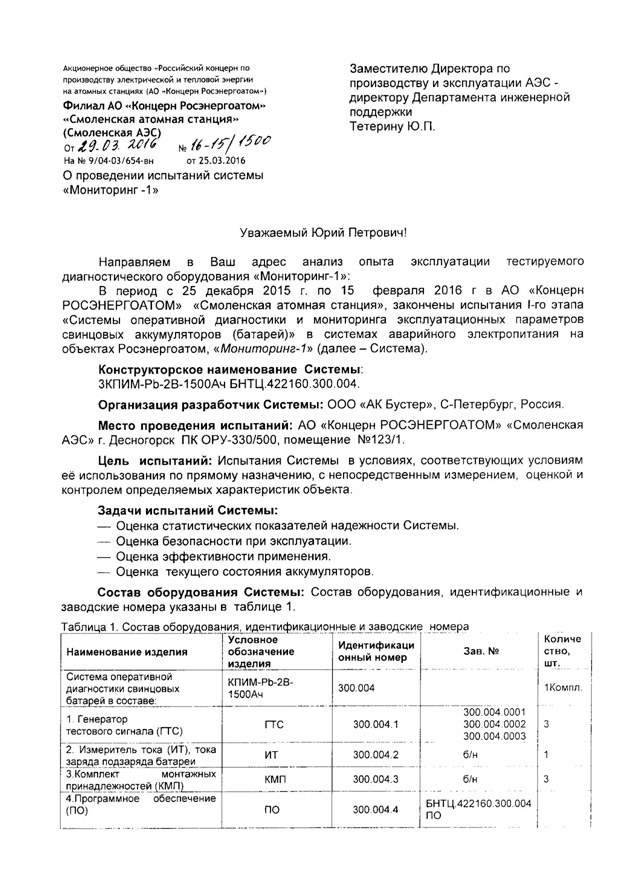 Акционерное общество «Российский концерн по
производству электрической и тепловой энергии
на атомных станциях (АО «Концерн Росэнергоатом»)
Филиал АО «Концерн Росэнергоатом»
«Смоленская атомная станция»
(Смоленская АЭС)
От 29.03.2016 № 16-15/1500
На № 9/04-03/654-вн от 25.03.2016
О проведении испытаний системы
«Мониторинг -1»
Заместителю Директора по
производству и эксплуатации АЭС -
директору Департамента инженерной
поддержки
Тетерину Ю.П.
Уважаемый Юрий Петрович!
Направляем в Ваш адрес анализ опыта эксплуатации тестируемого
диагностического оборудования «Мониторинг-1»:
В период с 25 декабря 2015 г. по 15 февраля 2016 г в АО «Концерн
РОСЭНЕРГОАТОМ» «Смоленская атомная станция», закончены испытания I-го этапа
«Системы оперативной диагностики и мониторинга эксплуатационных параметров
свинцовых аккумуляторов (батарей)» в системах аварийного электропитания на
объектах Росэнергоатом, «Мониторинг-1» (далее – Система).
Конструкторское наименование Системы:
3КПИМ-Pb-2В-1500Ач БНТЦ.422160.300.004.
Организация разработчик Системы: ООО «АК Бустер», С-Петербург, Россия.
Место проведения испытаний: АО «Концерн РОСЭНЕРГОАТОМ» «Смоленская
АЭС» г. Десногорск ПК ОРУ-330/500, помещение №123/1.
Цель испытаний: Испытания Системы в условиях, соответствующих условиям
её использования по прямому назначению, с непосредственным измерением, оценкой и
контролем определяемых характеристик объекта.
Задачи испытаний Системы:
— Оценка статистических показателей надежности Системы.
— Оценка безопасности при эксплуатации.
— Оценка эффективности применения.
— Оценка текущего состояния аккумуляторов.
Состав оборудования Системы: Состав оборудования, идентификационные и
заводские номера указаны в таблице 1.
Таблица 1. Состав оборудования, идентификационные и заводские номера
Наименование изделия
Условное
обозначение
изделия
Идентификаци
онный номер
Зав. №
Количе
ство,
шт.
Система оперативной
диагностики свинцовых
батарей в составе:
КПИМ-Pb-2В-
1500Ач
300.004
1Компл.
1. Генератор
тестового сигнала (ГТС)
ГТС
300.004.1
300.004.0001
300.004.0002
300.004.0003
3
2. Измеритель тока (ИТ), тока
заряда подзаряда батареи
ИТ
300.004.2
б/н
1
3.Комплект монтажных
принадлежностей (КМП)
КМП
300.004.3
б/н
3
4.Программное обеспечение
(ПО)
ПО
300.004.4
БНТЦ.422160.300.004
ПО